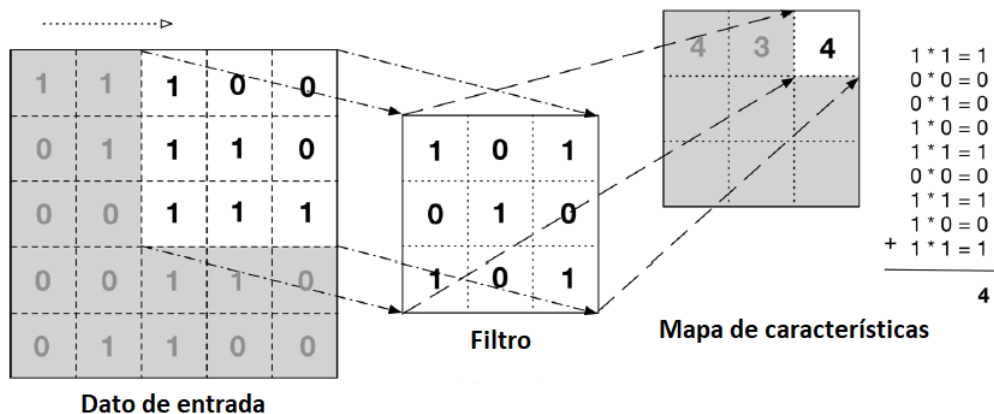 1 1 1 0 0
0 1 1 1 0
0 0 1 1 1
0 0 1 1 0
0 1 1 0 0
Dato de entrada
1 0 1
0 1 0
1 0 1
Filtro
4 3 4
Mapa de características
1 * 1 = 1
0 * 0 = 0
0 * 1 = 0
1 * 0 = 0
1 * 1 = 1
0 * 0 = 0
1 * 1 = 1
1 * 0 = 0
+ 1 * 1 = 1
4